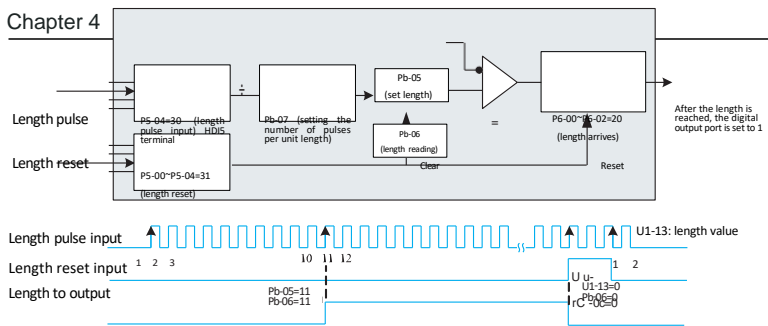 Chapter 4
Pb-05
(set length)
Length pulse
P5-04=30 (length
pulse input) HDI5
terminal
Pb-07 (setting the
number of pulses
per unit length)
Pb-06
(length reading)
=
P6-00~P6-02=20
(length arrives)
After the length is
reached, the digital
output port is set to 1
Length reset
P5-00~P5-04=31
(length reset)
Clear
Reset
Length pulse input
U1-13: length value
1 2 3
10 11 12
1 2
Length reset input
Length to output
Pb-05=11
Pb-06=11
U u-
U1-13=0
Pb-06=0